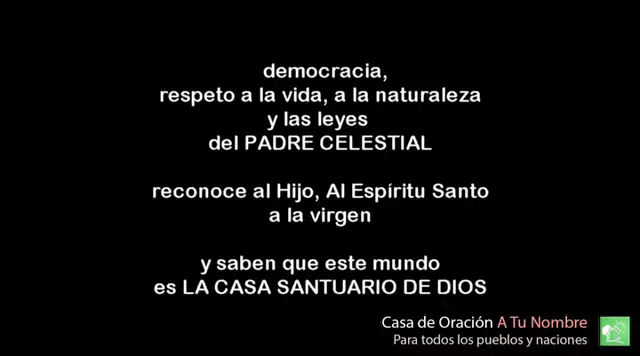 democracia,
respeto a la vida, a la naturaleza
y las leyes
del PADRE CELESTIAL
reconoce al Hijo, Al Espíritu Santo
a la virgen
y saben que este mundo
es LA CASA SANTUARIO DE DIOS
Casa de Oración A Tu Nombre
Para todos los pueblos y naciones